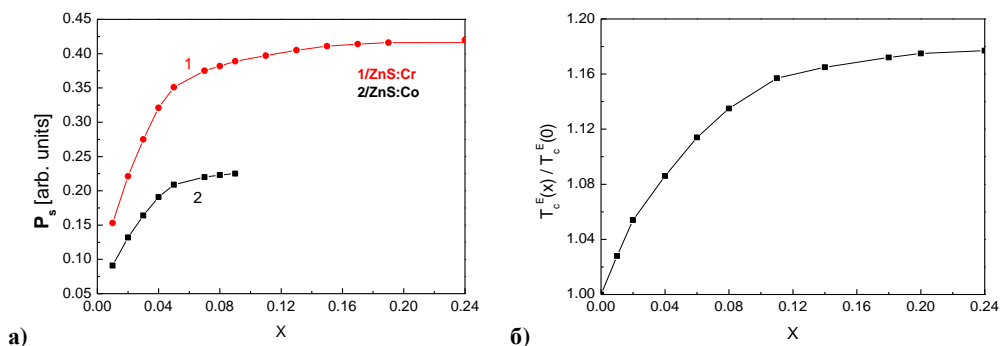 0.45
0.40
0.35
0.30
0.25
0.20
0.15
0.10
0.05
P_s [arb. units]
1
2
1/ZnS:Cr
2/ZnS:Co
0.00 0.04 0.08 0.12 0.16 0.20 0.24
X
а)
1.20
1.16
1.12
1.08
1.04
1.00
T_c^E(x) / T_c^E(0)
0.00 0.04 0.08 0.12 0.16 0.20 0.24
X
б)